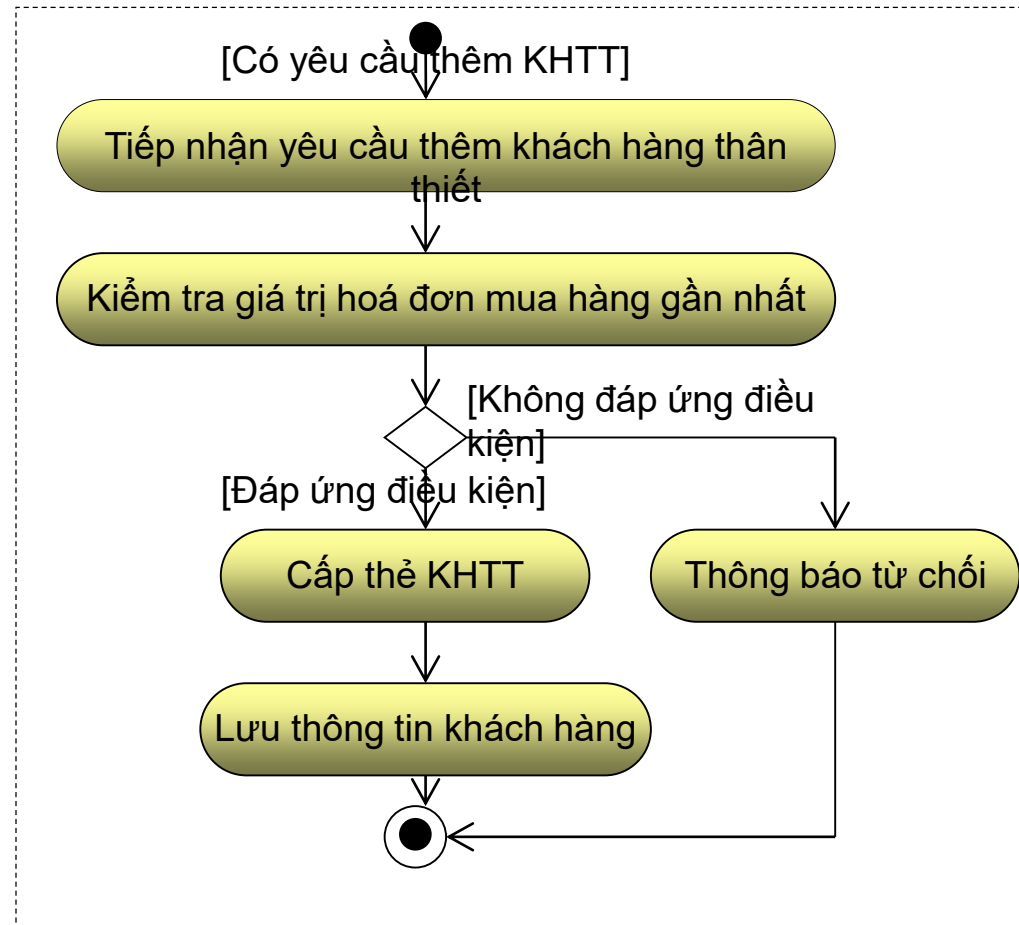 [Có yêu cầu thêm KHTT]
Tiếp nhận yêu cầu thêm khách hàng thân
thiết
Kiểm tra giá trị hoá đơn mua hàng gần nhất
[Không đáp ứng điều
kiện]
[Đáp ứng điều kiện]
Cấp thẻ KHTT
Thông báo từ chối
Lưu thông tin khách hàng